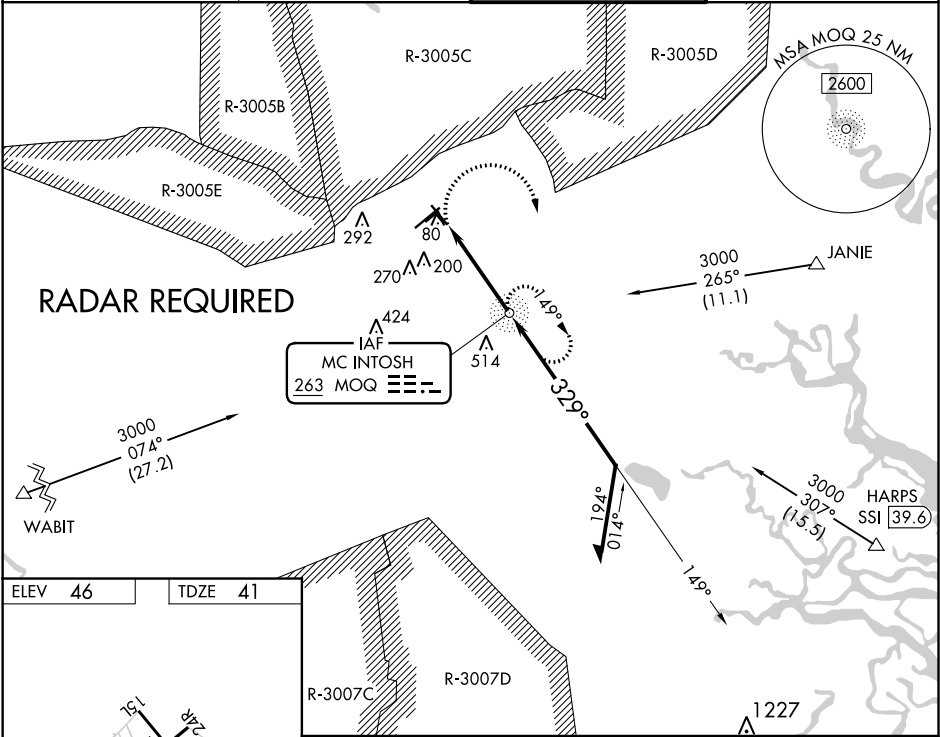 R-3005C
R-3005D
R-3005B
R-3005E
MSA MOQ 25 NM
2600
292
80
270
200
RADAR REQUIRED
424
IAF
MC INTOSH
263 MOQ
514
149°
329°
3000
265°
(11.1)
JANIE
3000
074°
(27.2)
WABIT
194°
014°
149°
3000
307°
(15.5)
HARPS
SSI 39.6
R-3007C
R-3007D
1227
ELEV 46
TDZE 41
15L
24R